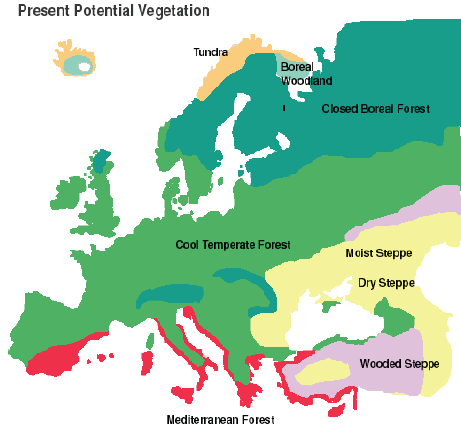 Present Potential Vegetation
Tundra
Boreal
Woodland
Closed Boreal Forest
Cool Temperate Forest
Moist Steppe
Dry Steppe
Wooded Steppe
Mediterranean Forest